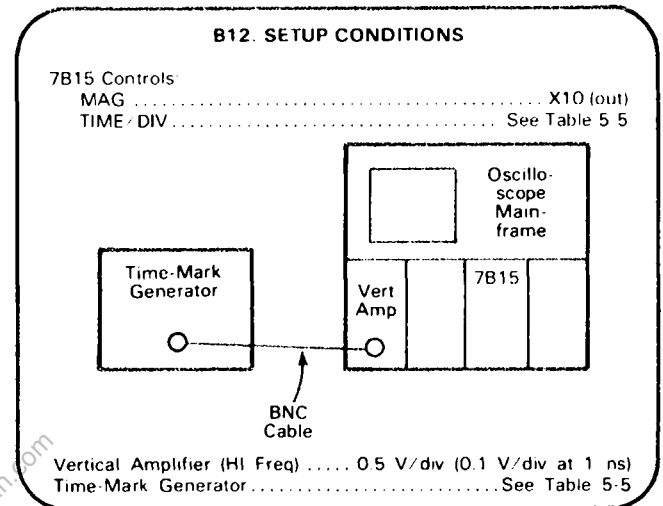 B12. SETUP CONDITIONS
7B15 Controls:
MAG ........................................ X10 (out)
TIME/DIV ................................ See Table 5 5
Oscillo-
scope
Main-
frame
Time-Mark
Generator
Vert
Amp
7B15
BNC
Cable
Vertical Amplifier (HI Freq) ..... 0.5 V/div (0.1 V/div at 1 ns)
Time-Mark Generator ......................... See Table 5-5